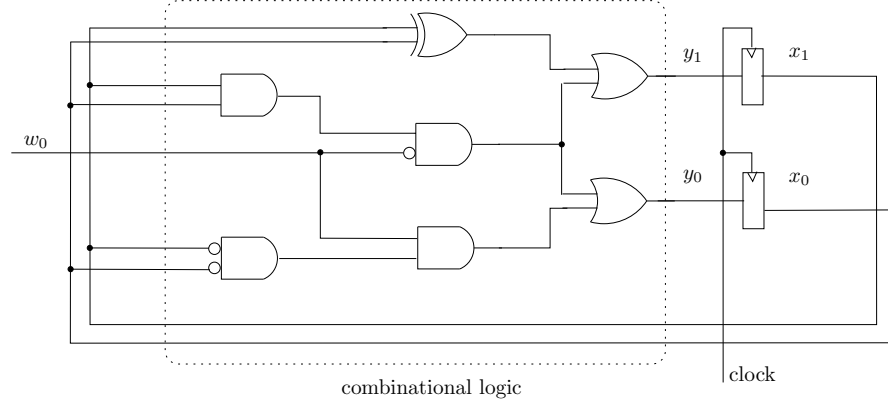 y₁
x₁
w₀
y₀
x₀
clock
combinational logic